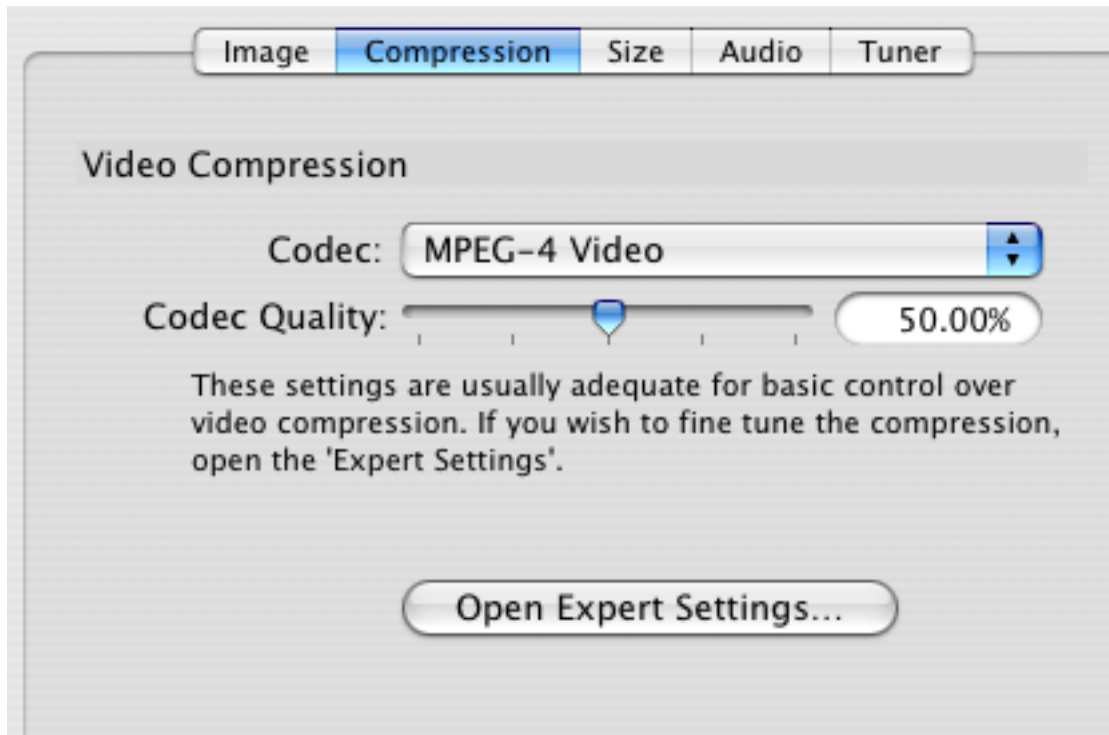 Image Compression Size Audio Tuner
Video Compression
Codec: MPEG-4 Video
Codec Quality: 50.00%
These settings are usually adequate for basic control over
video compression. If you wish to fine tune the compression,
open the 'Expert Settings'.
Open Expert Settings...